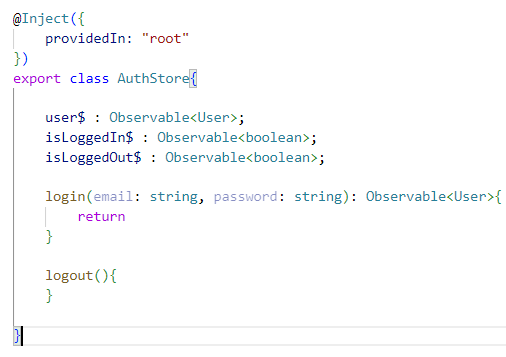 @Inject({
providedIn: "root"
})
export class AuthStore{
user$ : Observable<User>;
isLoggedIn$ : Observable<boolean>;
isLoggedOut$ : Observable<boolean>;
login(email: string, password: string): Observable<User>{
return
}
logout(){
}
}